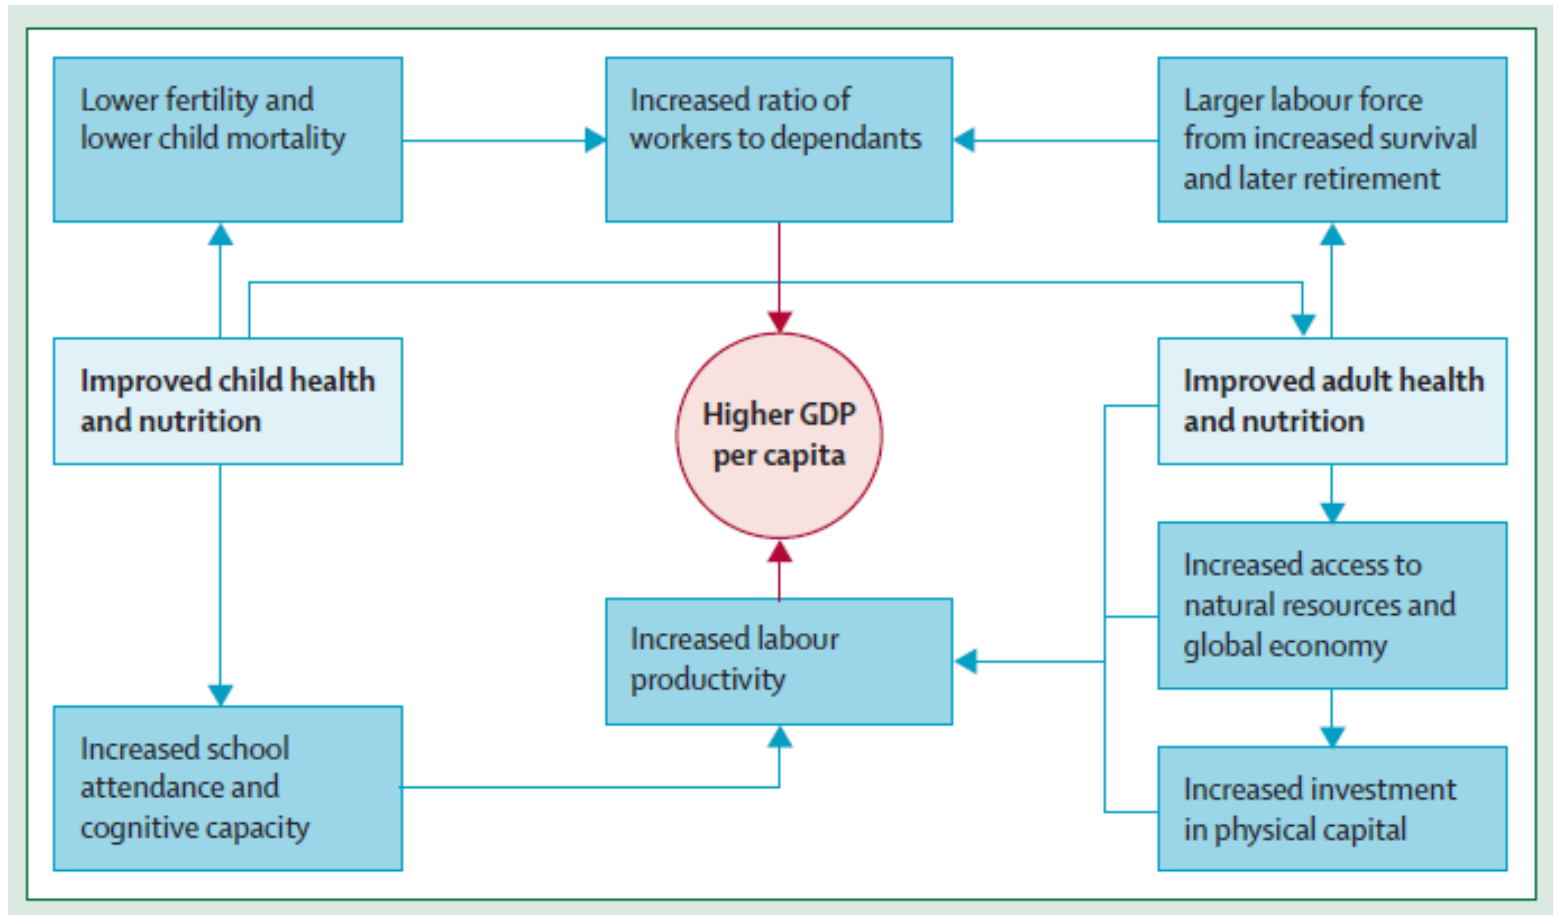 Lower fertility and
lower child mortality
Increased ratio of
workers to dependants
Larger labour force
from increased survival
and later retirement
Improved child health
and nutrition
Higher GDP
per capita
Improved adult health
and nutrition
Increased access to
natural resources and
global economy
Increased labour
productivity
Increased school
attendance and
cognitive capacity
Increased investment
in physical capital